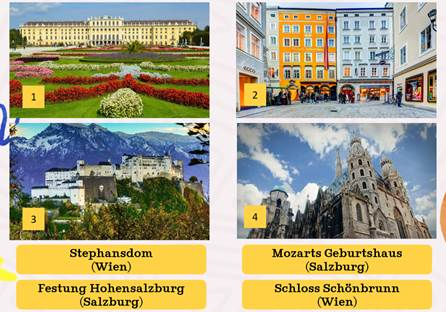 1
2
3
4
Stephansdom
(Wien)
Mozarts Geburtshaus
(Salzburg)
Festung Hohensalzburg
(Salzburg)
Schloss Schönbrunn
(Wien)